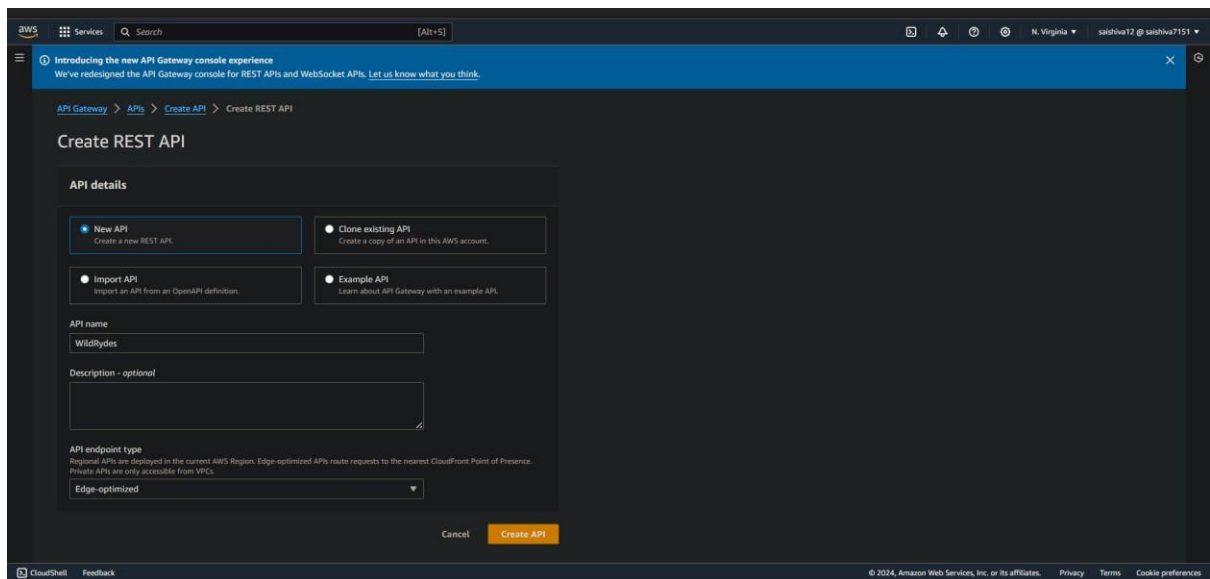 aws
Services
Search
[Alt+S]
N. Virginia
saishiva12 @ saishiva7151
Introducing the new API Gateway console experience
We've redesigned the API Gateway console for REST APIs and WebSocket APIs. Let us know what you think.
API Gateway > APIs > Create API > Create REST API
Create REST API
API details
New API
Create a new REST API.
Clone existing API
Create a copy of an API in this AWS account.
Import API
Import an API from an OpenAPI definition.
Example API
Learn about API Gateway with an example API.
API name
WildRydes
Description - optional
API endpoint type
Regional APIs are deployed in the current AWS Region. Edge-optimized APIs route requests to the nearest CloudFront Point of Presence.
Private APIs are only accessible from VPCs.
Edge-optimized
Cancel
Create API
CloudShell
Feedback
© 2024, Amazon Web Services, Inc. or its affiliates.
Privacy
Terms
Cookie preferences